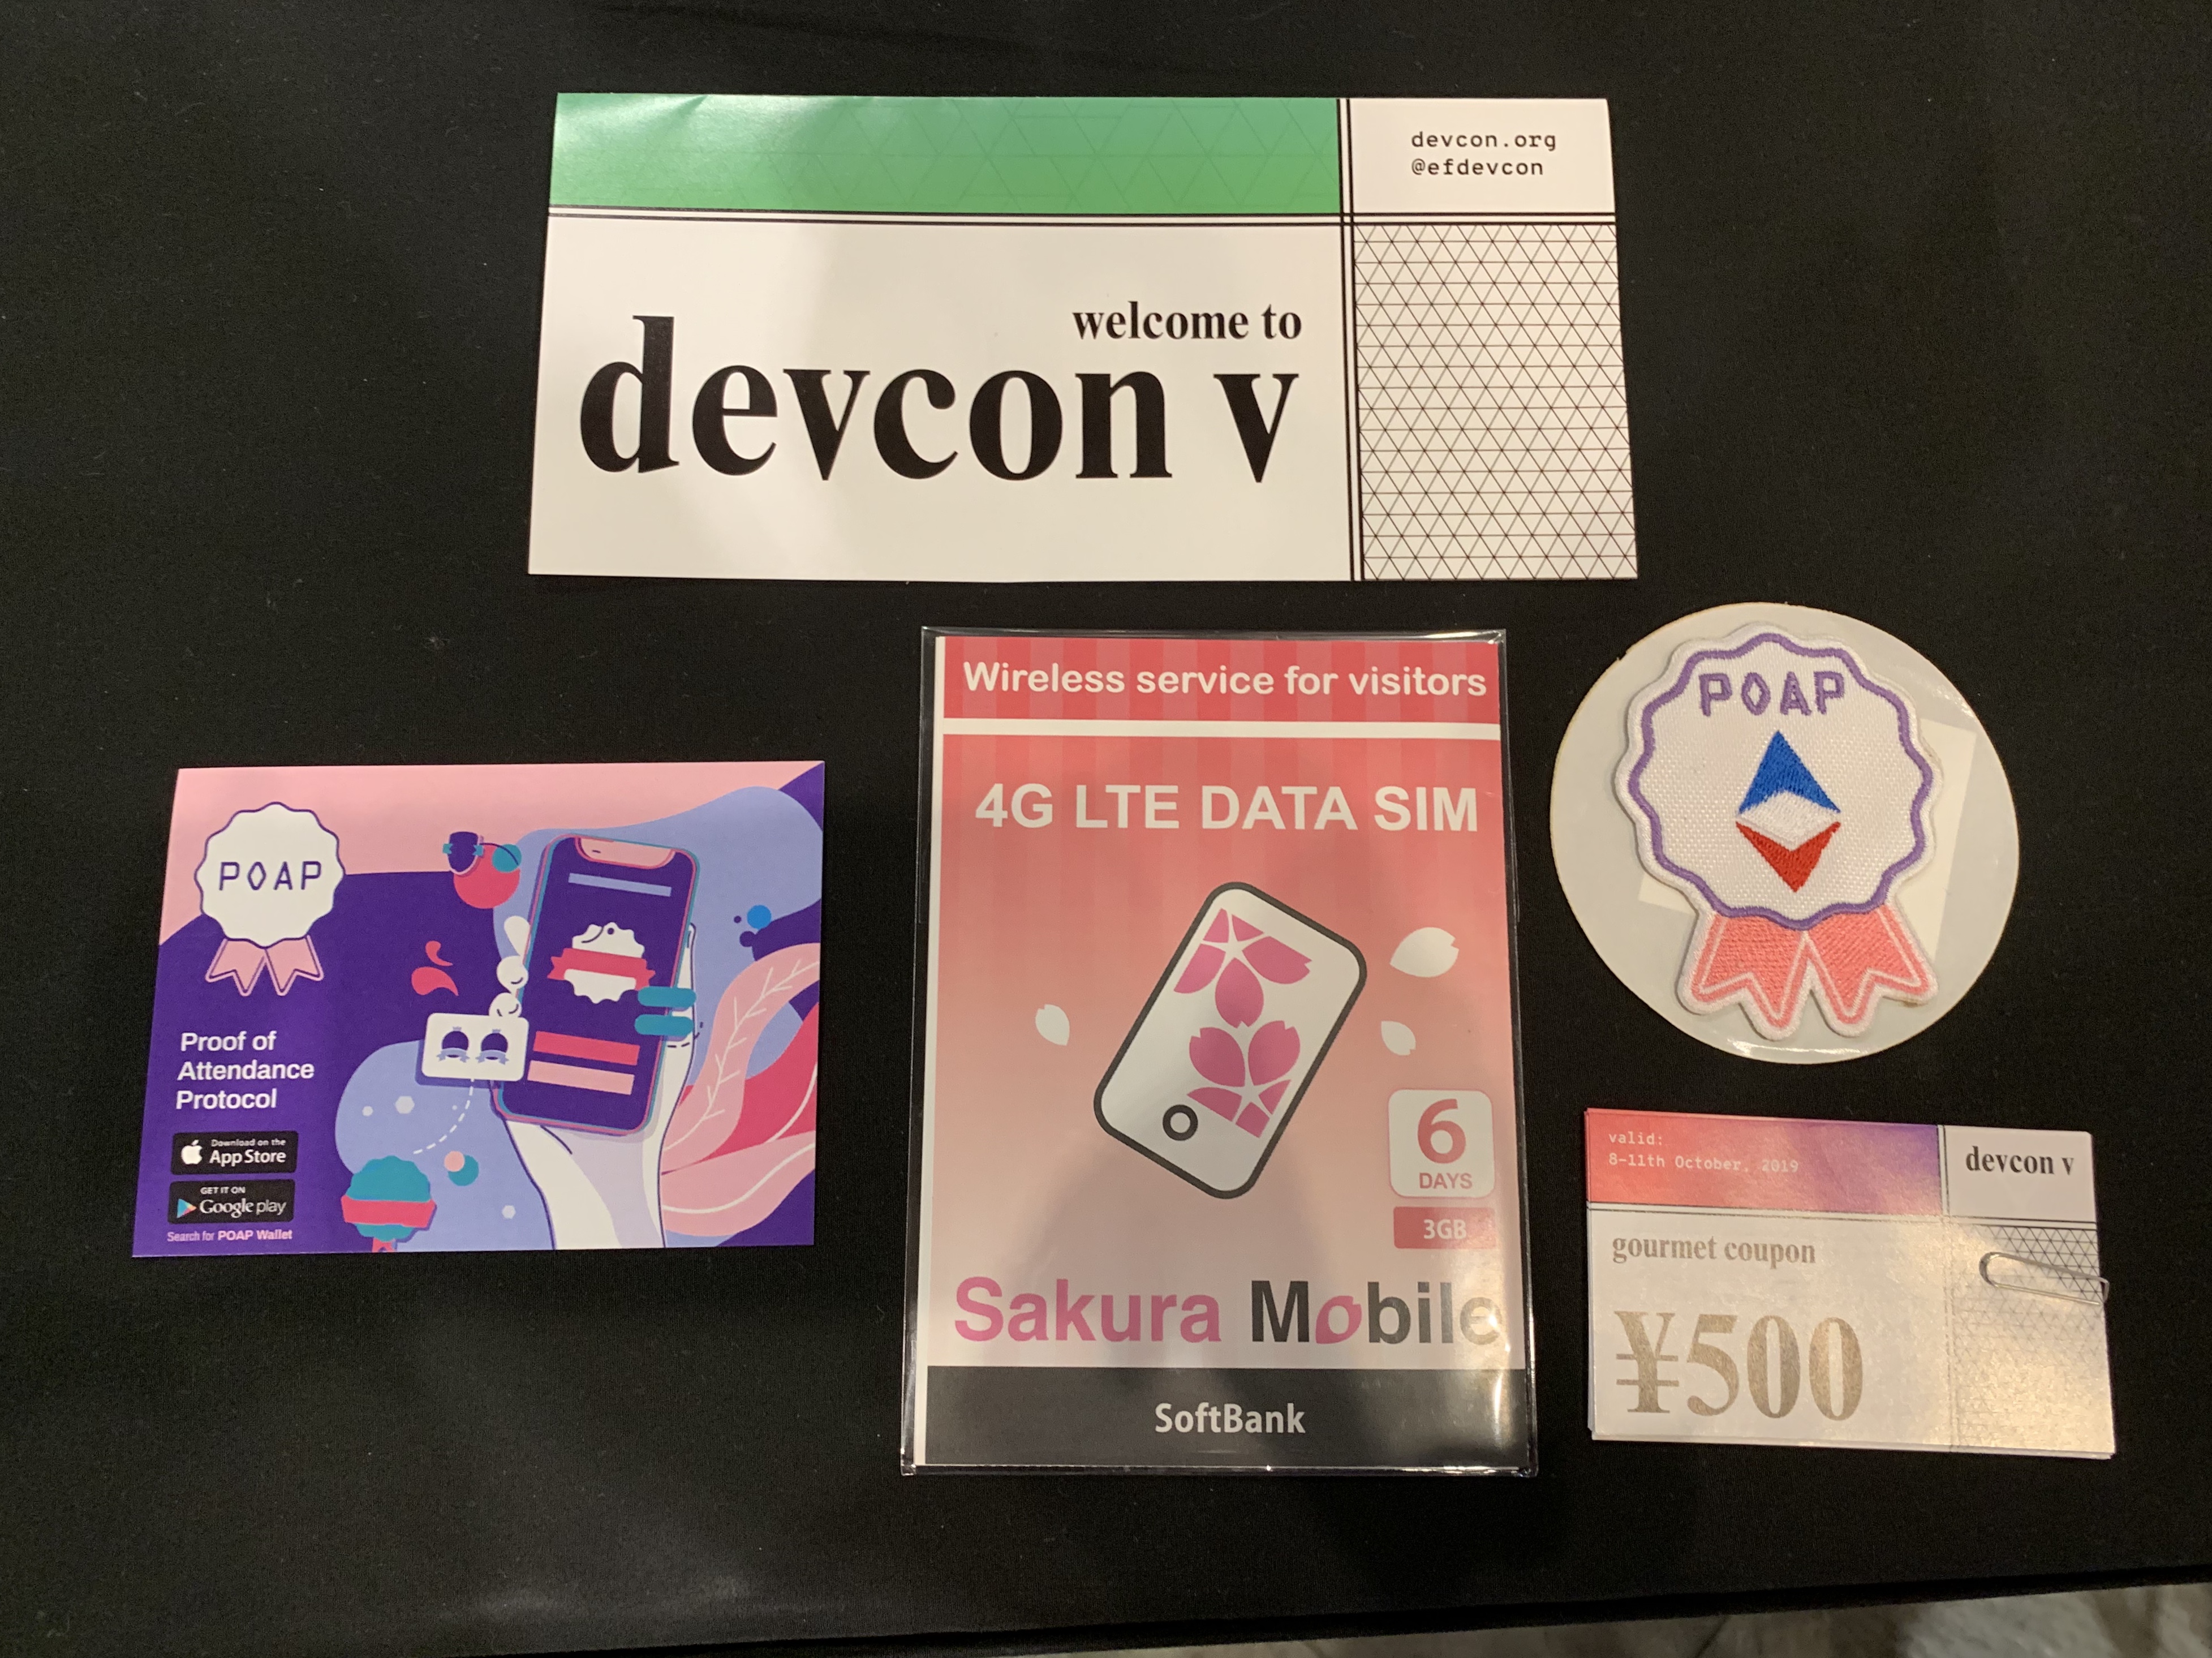 devcon.org
@efdevcon
welcome to
devcon v
Wireless service for visitors
4G LTE DATA SIM
6
DAYS
3GB
Sakura Mobile
SoftBank
POAP
Proof of
Attendance
Protocol
Download on the
App Store
GET IT ON
Google play
Search for POAP Wallet
POAP
valid:
8-11th October, 2019
devcon v
gourmet coupon
¥500